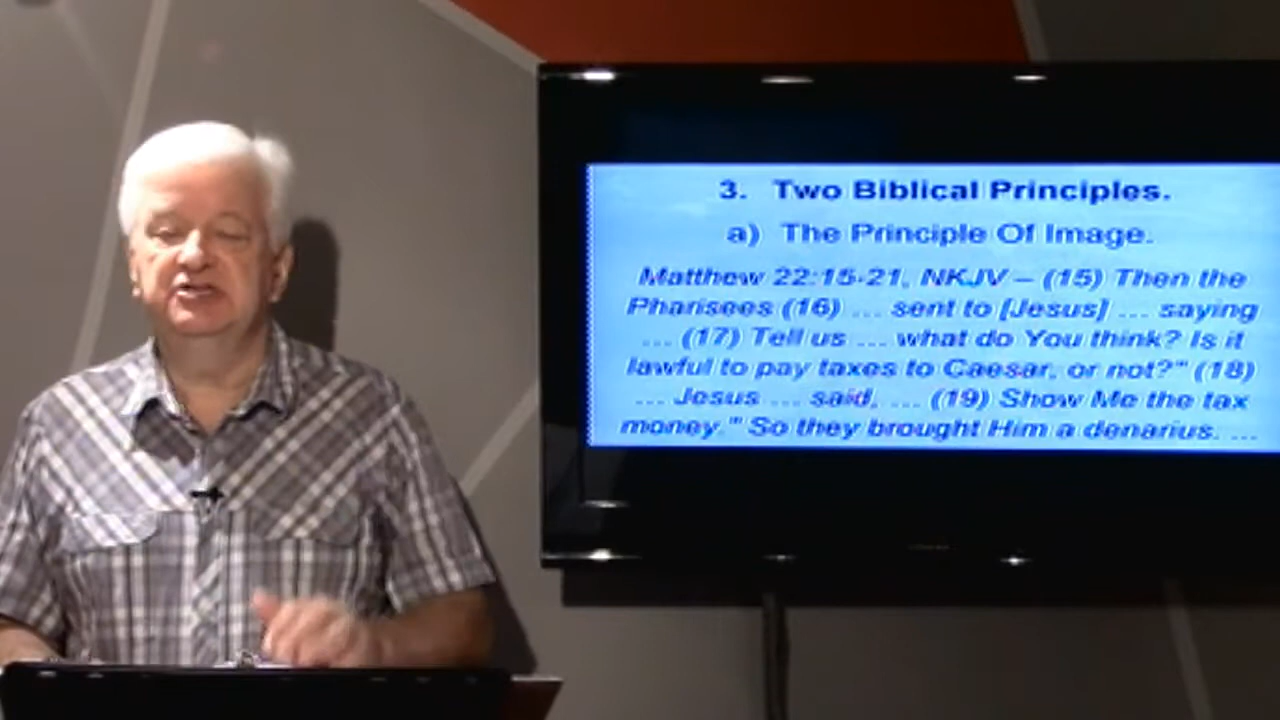 3. Two Biblical Principles.
a) The Principle Of Image.
Matthew 22:15-21, NKJV – (15) Then the
Pharisees (16) ... sent to [Jesus] ... saying
... (17) Tell us ... what do You think? Is it
lawful to pay taxes to Caesar, or not?" (18)
... Jesus ... said, ... (19) Show Me the tax
money." So they brought Him a denarius. ...